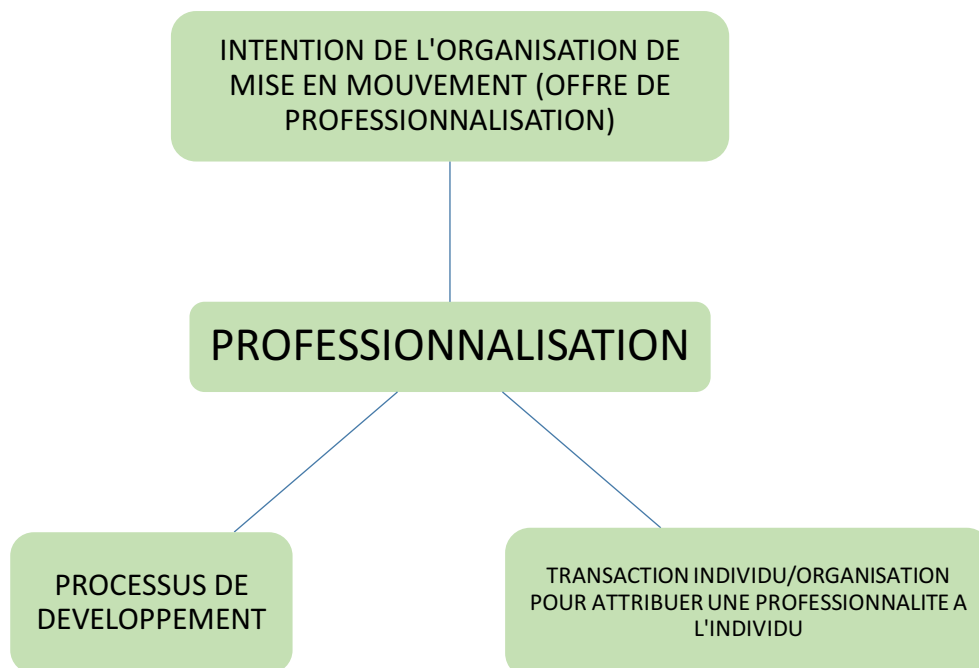 INTENTION DE L'ORGANISATION DE
MISE EN MOUVEMENT (OFFRE DE
PROFESSIONNALISATION)
PROFESSIONNALISATION
PROCESSUS DE
DEVELOPPEMENT
TRANSACTION INDIVIDU/ORGANISATION
POUR ATTRIBUER UNE PROFESSIONNALITE A
L'INDIVIDU